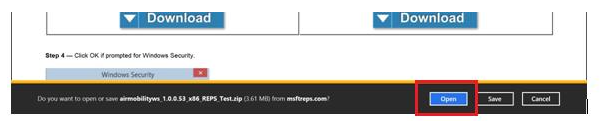 Download Download
Step 4 — Click OK if prompted for Windows Security.
Windows Security x
Do you want to open or save airmobilityws_1.0.0.53_x86_REPS_Test.zip (3.61 MB) from msftreps.com? Open Save Cancel